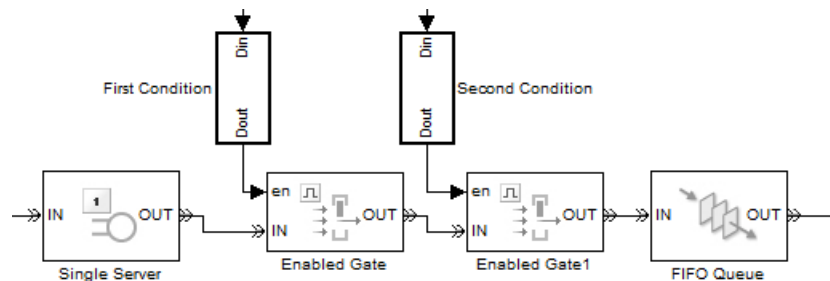 Din
Din
First Condition
Second Condition
Dout
Dout
en
en
1
IN
OUT
IN
OUT
IN
OUT
IN
OUT
Single Server
Enabled Gate
Enabled Gate1
FIFO Queue